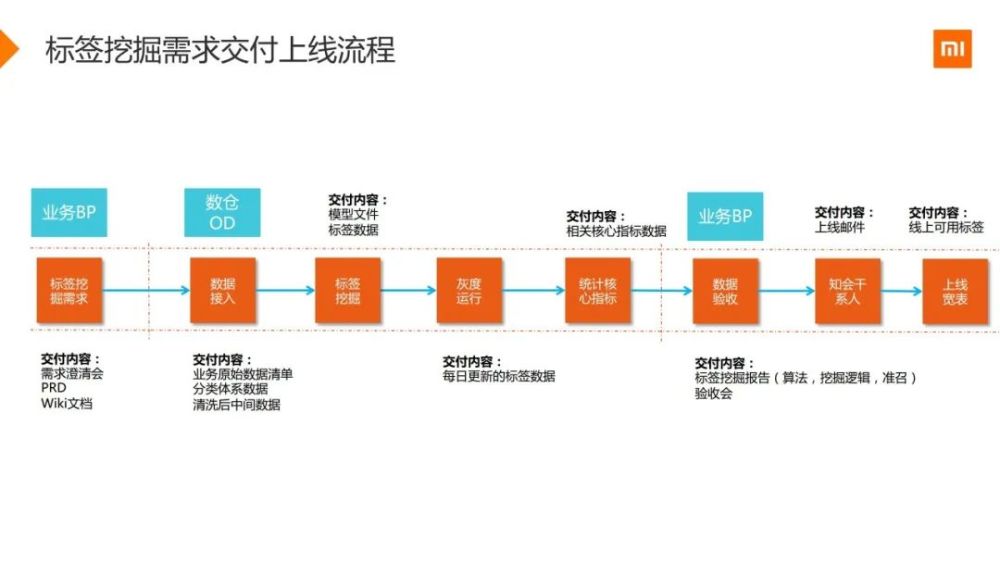 标签挖掘需求交付上线流程
mi
业务BP
数仓
OD
交付内容：
模型文件
标签数据
交付内容：
相关核心指标数据
业务BP
交付内容：
上线邮件
交付内容：
线上可用标签
标签挖
掘需求
数据
接入
标签
挖掘
灰度
运行
统计核
心指标
数据
验收
知会干
系人
上线
宽表
交付内容：
需求澄清会
PRD
Wiki文档
交付内容：
业务原始数据清单
分类体系数据
清洗后中间数据
交付内容：
每日更新的标签数据
交付内容：
标签挖掘报告（算法，挖掘逻辑，准召）
验收会